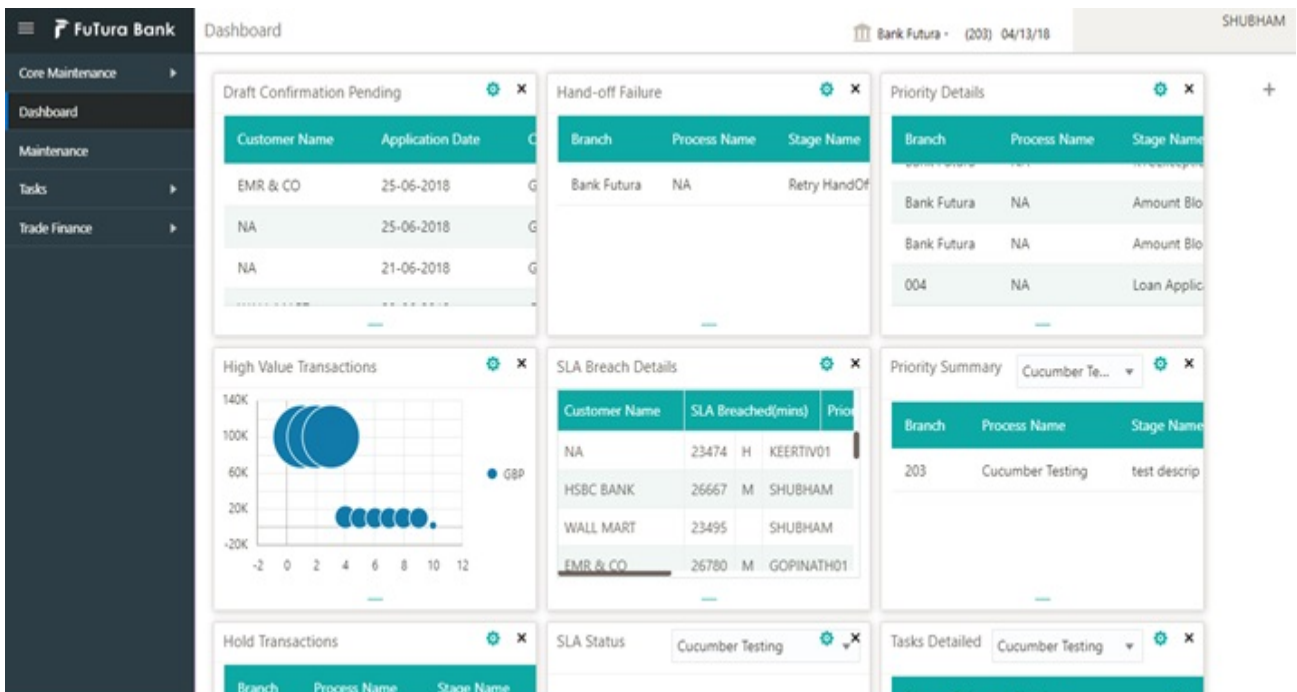 FuTura Bank
Dashboard
Bank Futura - (203) 04/13/18
SHUBHAM
Core Maintenance
Dashboard
Maintenance
Tasks
Trade Finance
Draft Confirmation Pending
Customer Name Application Date
EMR & CO 25-06-2018
NA 25-06-2018
NA 21-06-2018
Hand-off Failure
Branch Process Name Stage Name
Bank Futura NA Retry HandOf
Priority Details
Branch Process Name Stage Name
Bank Futura NA Amount Blo
Bank Futura NA Amount Blo
004 NA Loan Applic
High Value Transactions
140K
100K
60K
20K
-20K
-2 0 2 4 6 8 10 12
GBP
SLA Breach Details
Customer Name SLA Breached(mins) Prior
NA 23474 H KEERTIV01
HSBC BANK 26667 M SHUBHAM
WALL MART 23495 SHUBHAM
EMR & CO 26780 M GOPINATH01
Priority Summary Cucumber Te...
Branch Process Name Stage Name
203 Cucumber Testing test descrip
Hold Transactions
Branch Process Name Stage Name
SLA Status Cucumber Testing
Tasks Detailed Cucumber Testing